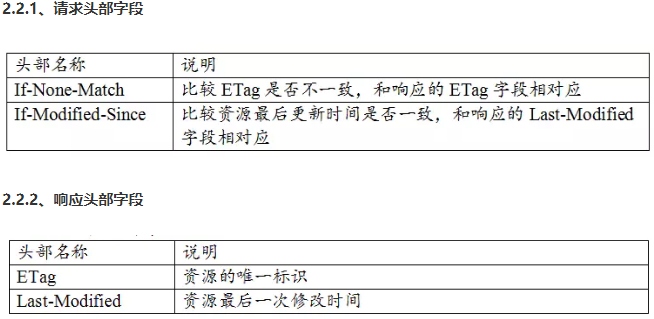 2.2.1、请求头部字段
头部名称 说明
If-None-Match 比较 ETag 是否不一致，和响应的 ETag 字段相对应
If-Modified-Since 比较资源最后更新时间是否一致，和响应的 Last-Modified
字段相对应
2.2.2、响应头部字段
头部名称 说明
ETag 资源的唯一标识
Last-Modified 资源最后一次修改时间